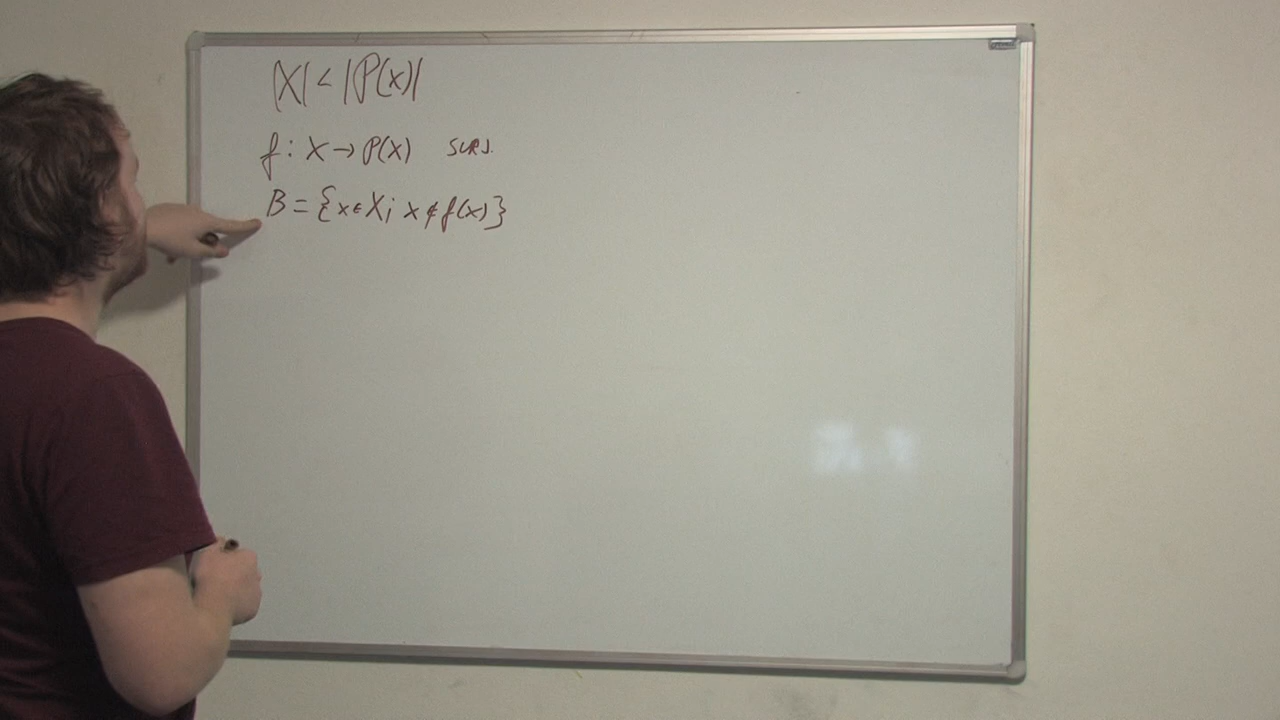 |X| < |P(x)|
f : X → P(X) SURJ.
B = {x ∈ X; x ∉ f(x)}